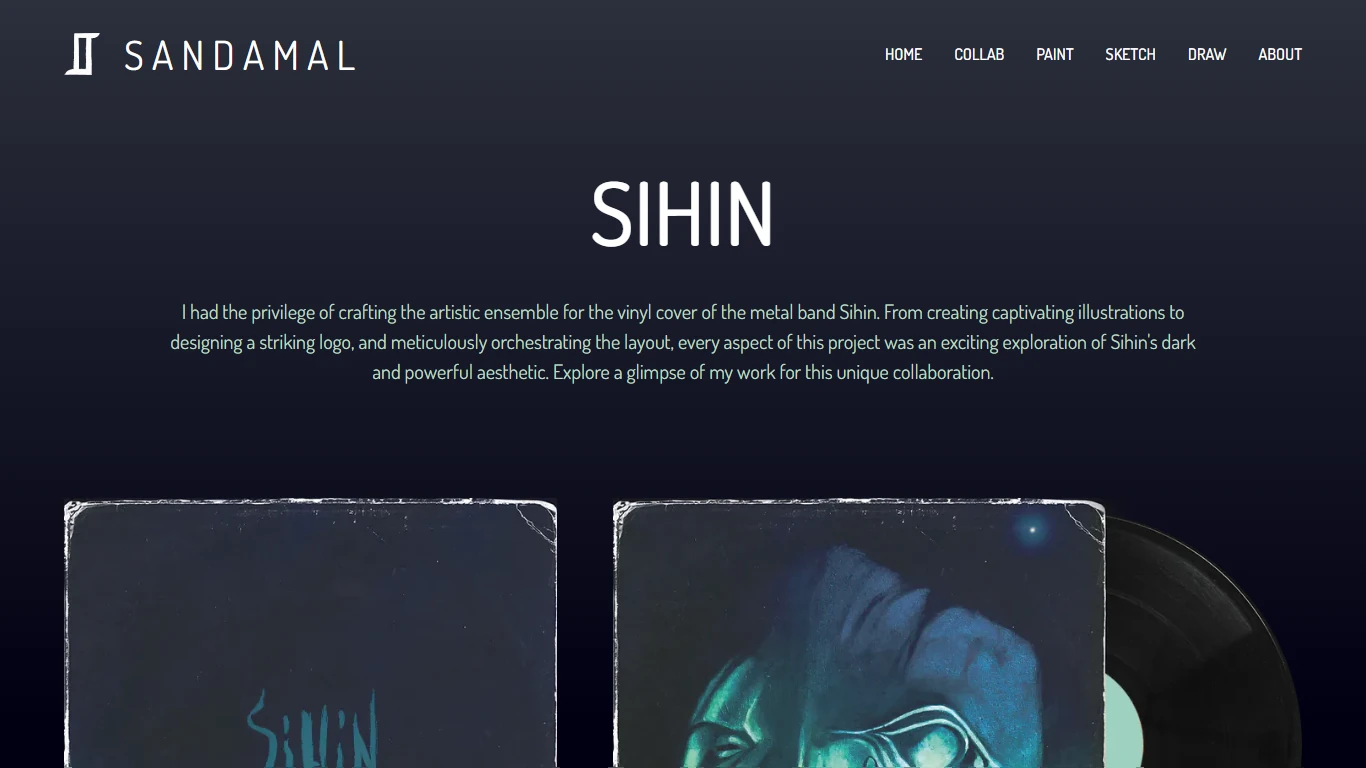 SANDAMAL
HOME COLLAB PAINT SKETCH DRAW ABOUT
SIHIN
I had the privilege of crafting the artistic ensemble for the vinyl cover of the metal band Sihin. From creating captivating illustrations to
designing a striking logo, and meticulously orchestrating the layout, every aspect of this project was an exciting exploration of Sihin's dark
and powerful aesthetic. Explore a glimpse of my work for this unique collaboration.
SiHiN